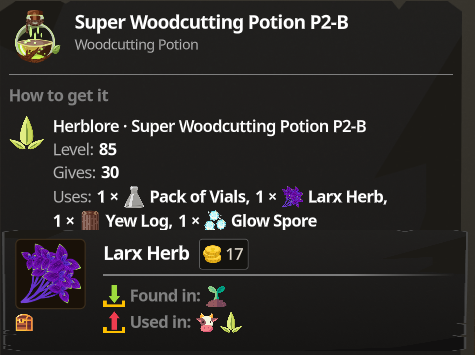 Super Woodcutting Potion P2-B
Woodcutting Potion
How to get it
Herblore · Super Woodcutting Potion P2-B
Level: 85
Gives: 30
Uses: 1 × Pack of Vials, 1 × Larx Herb,
1 × Yew Log, 1 × Glow Spore
Larx Herb 17
Found in:
Used in: